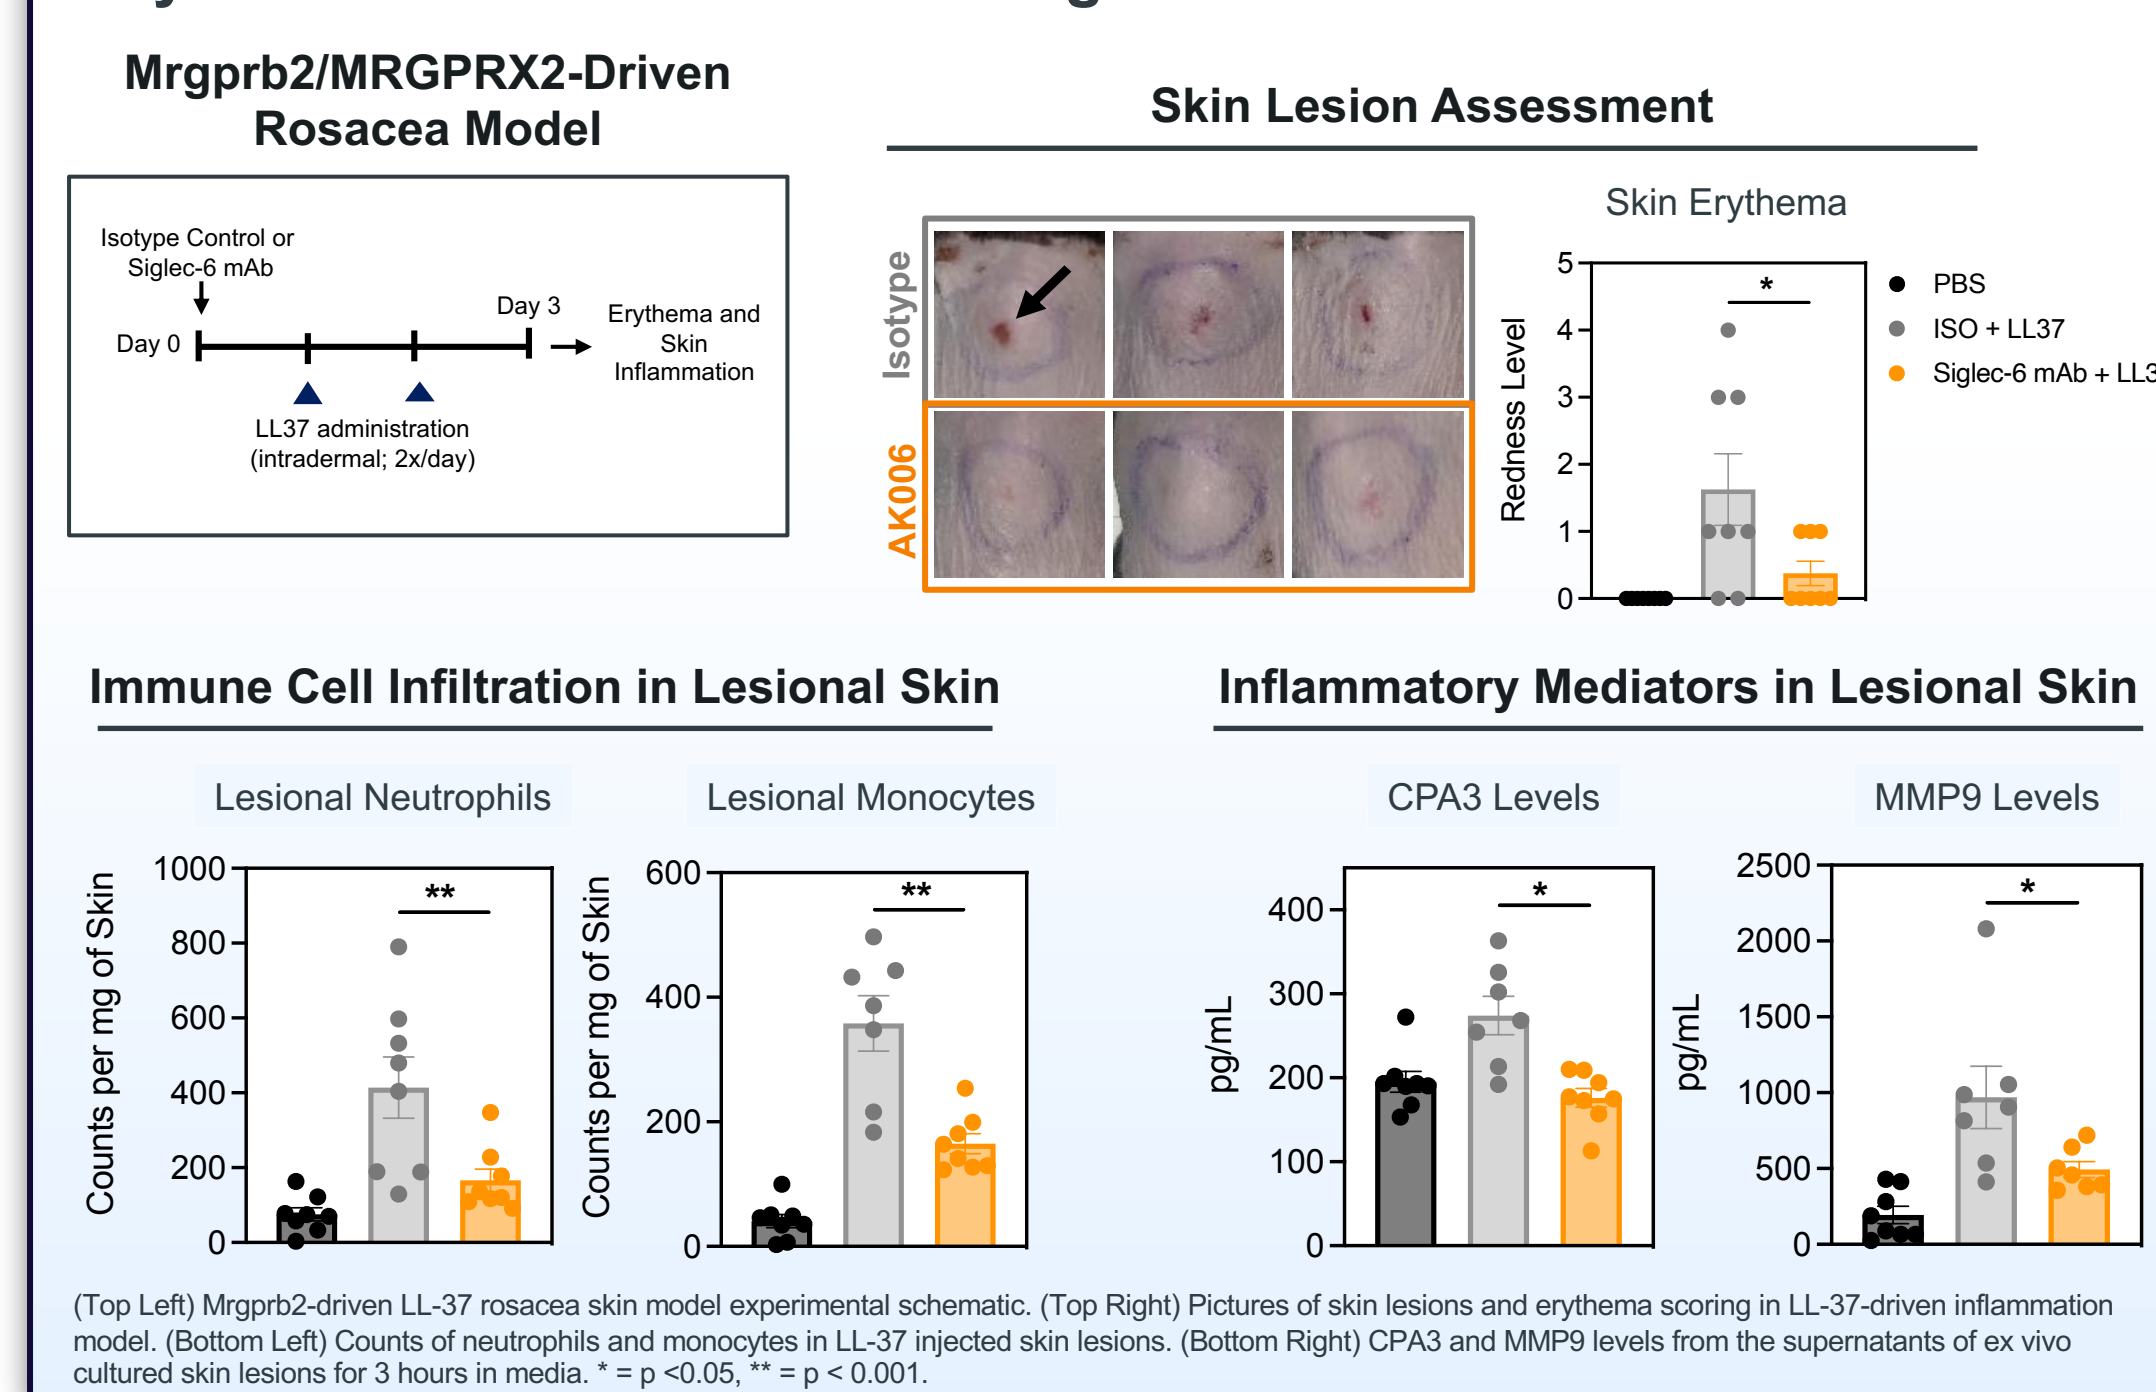 Mrgprb2/MRGPRX2-Driven
Rosacea Model
Isotype Control or
Siglec-6 mAb
Day 0
Day 3
Erythema and
Skin
Inflammation
LL37 administration
(intradermal; 2x/day)
Skin Lesion Assessment
Isotype
AK006
Skin Erythema
Redness Level
5
4
3
2
1
0
*
PBS
ISO + LL37
Siglec-6 mAb + LL3
Immune Cell Infiltration in Lesional Skin
Lesional Neutrophils
Counts per mg of Skin
1000
800
600
400
200
0
**
Lesional Monocytes
Counts per mg of Skin
600
400
200
0
**
Inflammatory Mediators in Lesional Skin
CPA3 Levels
pg/mL
400
300
200
100
0
*
MMP9 Levels
pg/mL
2500
2000
1500
1000
500
0
*
(Top Left) Mrgprb2-driven LL-37 rosacea skin model experimental schematic. (Top Right) Pictures of skin lesions and erythema scoring in LL-37-driven inflammation
model. (Bottom Left) Counts of neutrophils and monocytes in LL-37 injected skin lesions. (Bottom Right) CPA3 and MMP9 levels from the supernatants of ex vivo
cultured skin lesions for 3 hours in media. * = p <0.05, ** = p < 0.001.